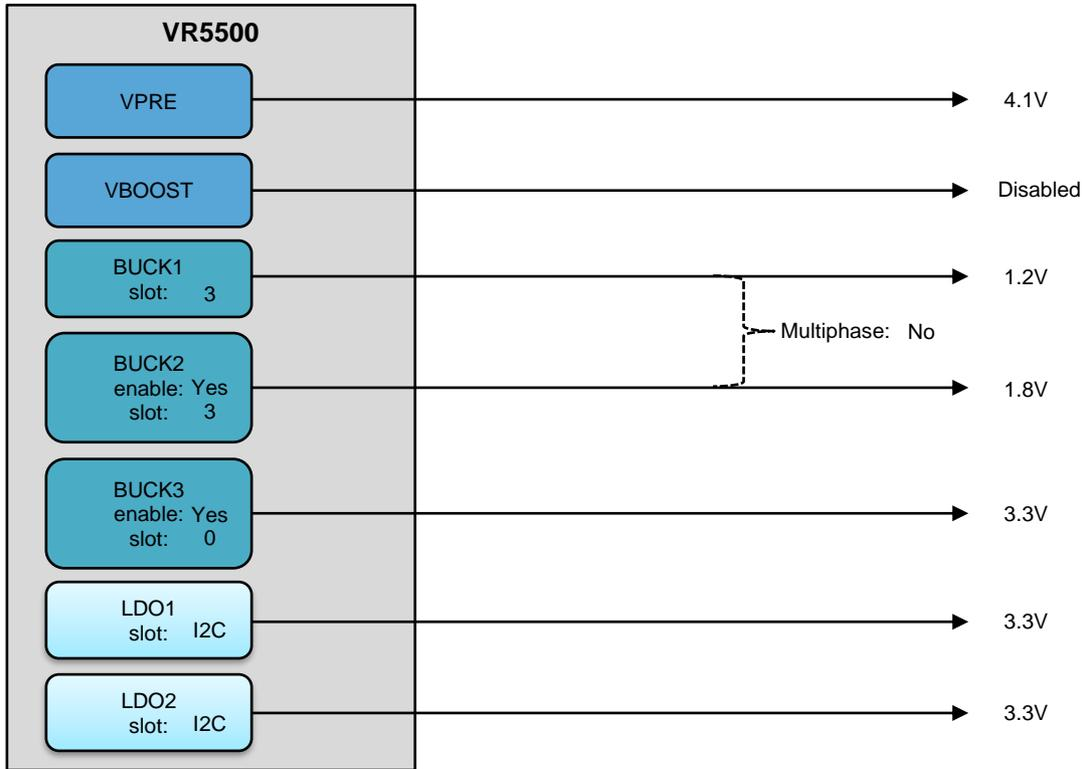 VR5500
VPRE
4.1V
VBOOST
Disabled
BUCK1
slot: 3
1.2V
Multiphase: No
BUCK2
enable: Yes
slot: 3
1.8V
BUCK3
enable: Yes
slot: 0
3.3V
LDO1
slot: I2C
3.3V
LDO2
slot: I2C
3.3V